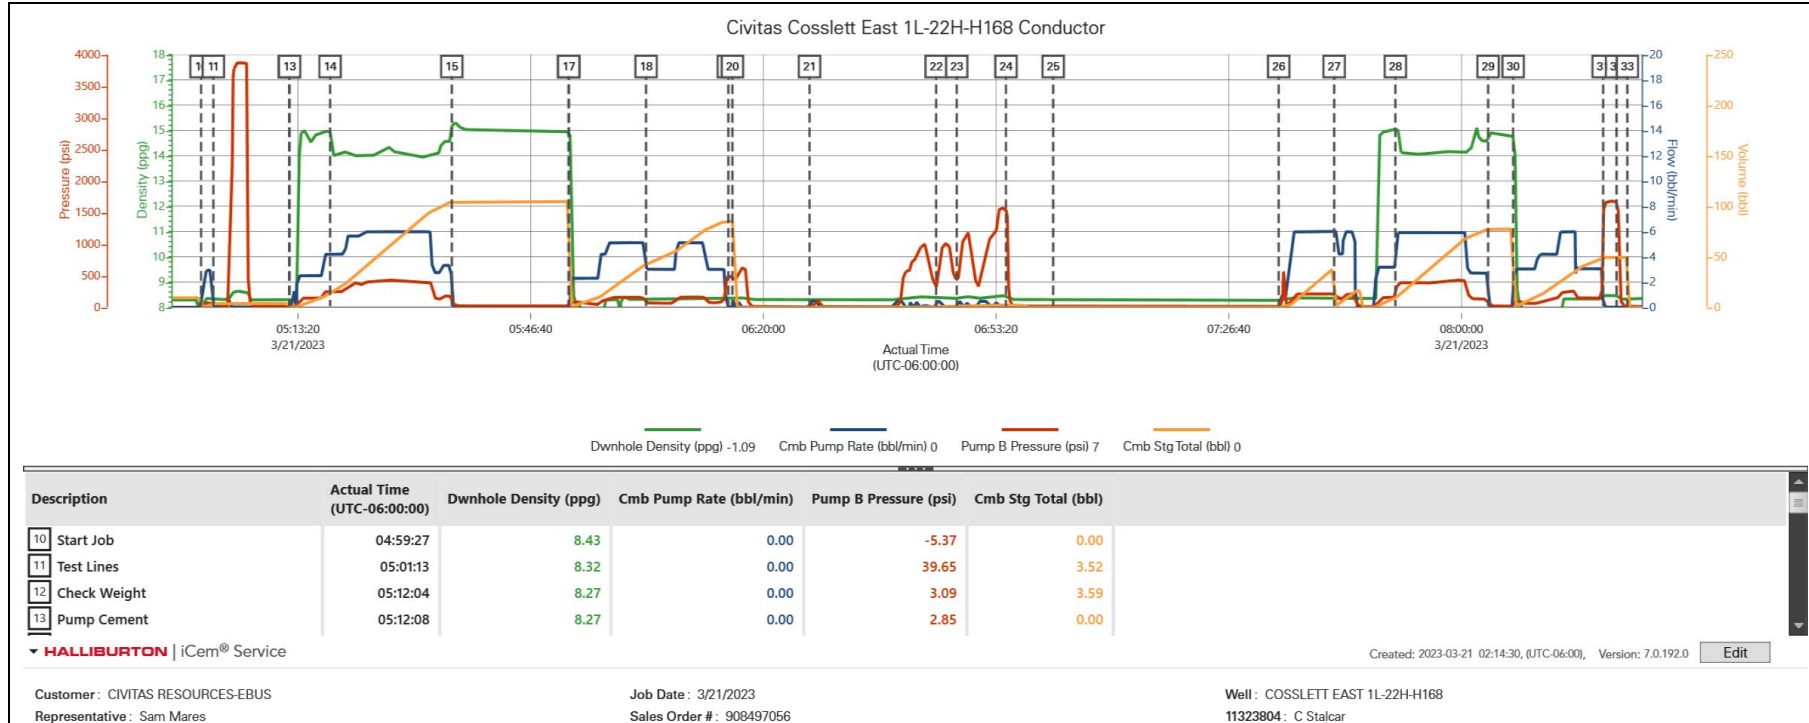 Civitas Cosslett East 1L-22H-H168 Conductor
4000 3500 3000 2500 2000 1500 1000 500 0
Pressure (psi)
18 17 16 15 14 13 12 11 10 9 8
Density (ppg)
11 13 14 15 17 18 20 21 22 23 24 25 26 27 28 29 30 33
20 18 16 14 12 10 8 6 4 2 0
Flow (bbl/min)
250 200 150 100 50 0
Volume (bbl)
05:13:20 05:46:40 06:20:00 06:53:20 07:26:40 08:00:00
3/21/2023 3/21/2023
Actual Time
(UTC-06:00:00)
Dwnhole Density (ppg) -1.09 Cmb Pump Rate (bbl/min) 0 Pump B Pressure (psi) 7 Cmb Stg Total (bbl) 0
Description Actual Time (UTC-06:00:00) Dwnhole Density (ppg) Cmb Pump Rate (bbl/min) Pump B Pressure (psi) Cmb Stg Total (bbl)
10 Start Job 04:59:27 8.43 0.00 -5.37 0.00
11 Test Lines 05:01:13 8.32 0.00 39.65 3.52
12 Check Weight 05:12:04 8.27 0.00 3.09 3.59
13 Pump Cement 05:12:08 8.27 0.00 2.85 0.00
HALLIBURTON | iCem® Service Created: 2023-03-21 02:14:30, (UTC-06:00), Version: 7.0.192.0 Edit
Customer : CIVITAS RESOURCES-EBUS Job Date : 3/21/2023 Well : COSSLETT EAST 1L-22H-H168
Representative : Sam Mares Sales Order # : 908497056 11323804 : C Stalcar